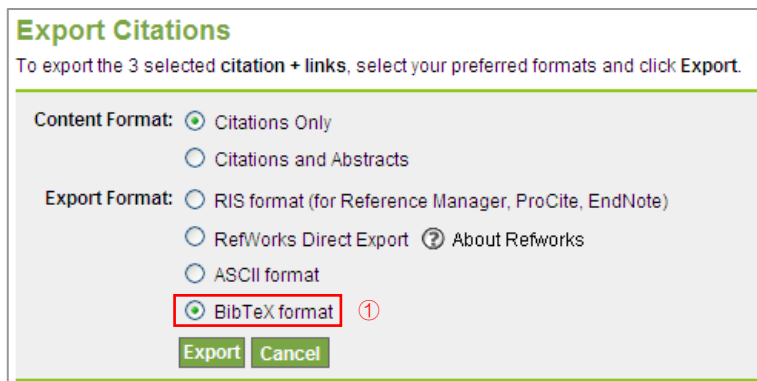 Export Citations
To export the 3 selected citation + links, select your preferred formats and click Export.
Content Format: Citations Only
Citations and Abstracts
Export Format: RIS format (for Reference Manager, ProCite, EndNote)
RefWorks Direct Export ? About Refworks
ASCII format
BibTeX format ①
Export Cancel